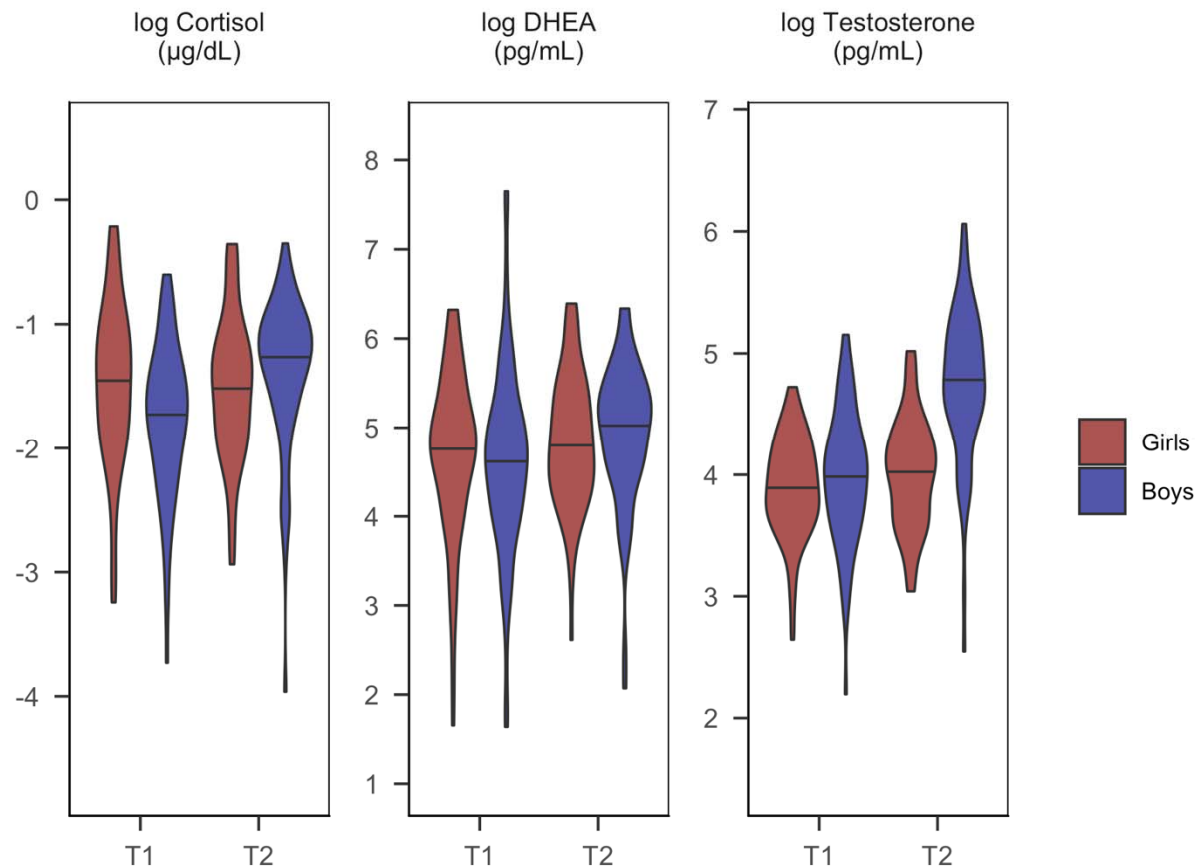 log Cortisol
(µg/dL)
log DHEA
(pg/mL)
log Testosterone
(pg/mL)
0
-1
-2
-3
-4
T1
T2
8
7
6
5
4
3
2
1
T1
T2
7
6
5
4
3
2
T1
T2
Girls
Boys